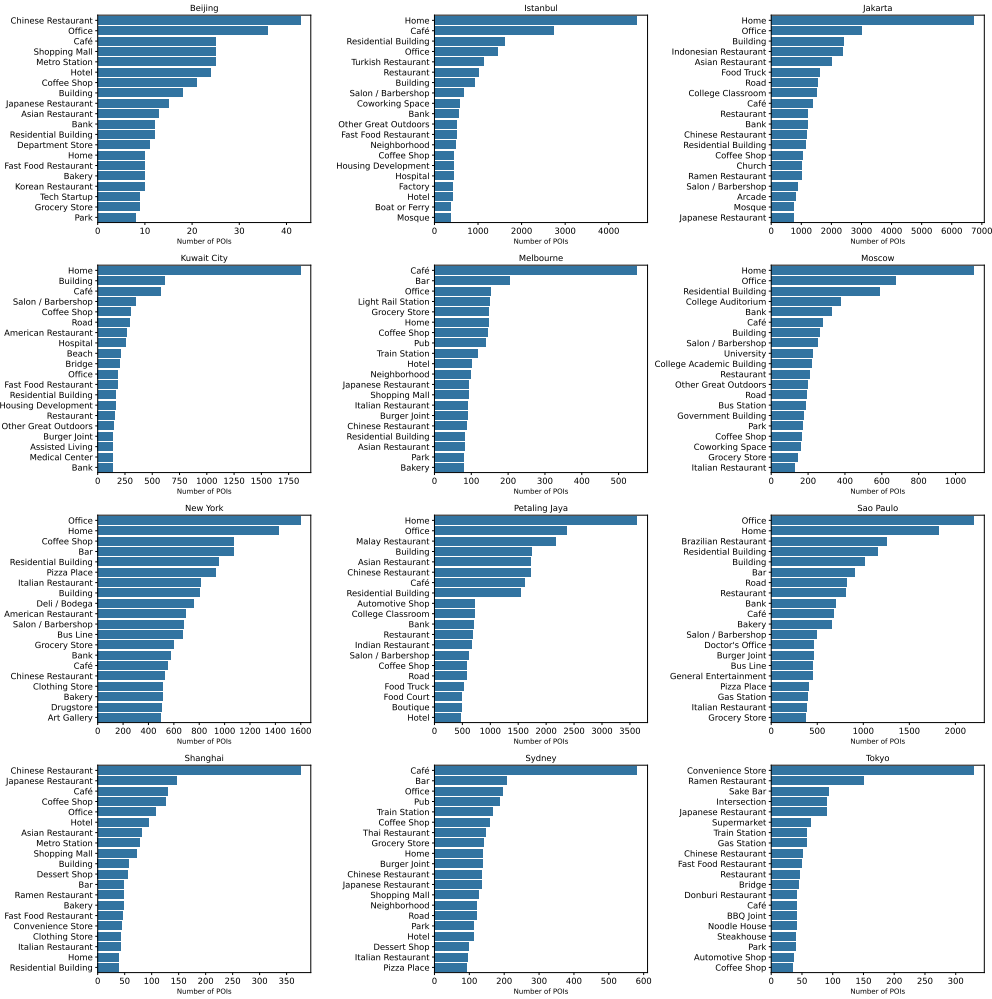 Beijing
Chinese Restaurant
Office
Café
Shopping Mall
Metro Station
Hotel
Coffee Shop
Building
Japanese Restaurant
Asian Restaurant
Bank
Residential Building
Department Store
Home
Fast Food Restaurant
Bakery
Korean Restaurant
Tech Startup
Grocery Store
Park
0 10 20 30 40
Number of POIs
Istanbul
Home
Café
Residential Building
Office
Turkish Restaurant
Restaurant
Building
Salon / Barbershop
Coworking Space
Bank
Other Great Outdoors
Fast Food Restaurant
Neighborhood
Coffee Shop
Housing Development
Hospital
Factory
Hotel
Boat or Ferry
Mosque
0 1000 2000 3000 4000
Number of POIs
Jakarta
Home
Office
Building
Indonesian Restaurant
Asian Restaurant
Food Truck
Road
College Classroom
Café
Restaurant
Bank
Chinese Restaurant
Residential Building
Coffee Shop
Church
Ramen Restaurant
Salon / Barbershop
Arcade
Mosque
Japanese Restaurant
0 1000 2000 3000 4000 5000 6000 7000
Number of POIs
Kuwait City
Home
Building
Café
Salon / Barbershop
Coffee Shop
Road
American Restaurant
Hospital
Beach
Bridge
Office
Fast Food Restaurant
Residential Building
Housing Development
Restaurant
Other Great Outdoors
Burger Joint
Assisted Living
Medical Center
Bank
0 250 500 750 1000 1250 1500 1750
Number of POIs
Melbourne
Café
Bar
Office
Light Rail Station
Grocery Store
Home
Coffee Shop
Pub
Train Station
Hotel
Neighborhood
Japanese Restaurant
Shopping Mall
Italian Restaurant
Burger Joint
Chinese Restaurant
Residential Building
Asian Restaurant
Park
Bakery
0 100 200 300 400 500
Number of POIs
Moscow
Home
Office
Residential Building
College Auditorium
Bank
Café
Building
Salon / Barbershop
University
College Academic Building
Restaurant
Other Great Outdoors
Road
Bus Station
Government Building
Park
Coffee Shop
Coworking Space
Grocery Store
Italian Restaurant
0 200 400 600 800 1000
Number of POIs
New York
Office
Home
Coffee Shop
Bar
Residential Building
Pizza Place
Italian Restaurant
Building
Deli / Bodega
American Restaurant
Salon / Barbershop
Bus Line
Grocery Store
Bank
Café
Chinese Restaurant
Clothing Store
Bakery
Drugstore
Art Gallery
0 200 400 600 800 1000 1200 1400 1600
Number of POIs
Petaling Jaya
Home
Office
Malay Restaurant
Building
Asian Restaurant
Chinese Restaurant
Café
Residential Building
Automotive Shop
College Classroom
Bank
Restaurant
Indian Restaurant
Salon / Barbershop
Coffee Shop
Road
Food Truck
Food Court
Boutique
Hotel
0 500 1000 1500 2000 2500 3000 3500
Number of POIs
Sao Paulo
Office
Home
Brazilian Restaurant
Residential Building
Building
Bar
Road
Restaurant
Bank
Café
Bakery
Salon / Barbershop
Doctor's Office
Burger Joint
Bus Line
General Entertainment
Pizza Place
Gas Station
Italian Restaurant
Grocery Store
0 500 1000 1500 2000
Number of POIs
Shanghai
Chinese Restaurant
Japanese Restaurant
Café
Coffee Shop
Office
Hotel
Asian Restaurant
Metro Station
Shopping Mall
Building
Dessert Shop
Bar
Ramen Restaurant
Bakery
Fast Food Restaurant
Convenience Store
Clothing Store
Italian Restaurant
Home
Residential Building
0 50 100 150 200 250 300 350
Number of POIs
Sydney
Café
Bar
Office
Pub
Train Station
Coffee Shop
Thai Restaurant
Grocery Store
Home
Burger Joint
Chinese Restaurant
Japanese Restaurant
Shopping Mall
Neighborhood
Road
Park
Hotel
Dessert Shop
Italian Restaurant
Pizza Place
0 100 200 300 400 500 600
Number of POIs
Tokyo
Convenience Store
Ramen Restaurant
Sake Bar
Intersection
Japanese Restaurant
Supermarket
Train Station
Gas Station
Chinese Restaurant
Fast Food Restaurant
Restaurant
Bridge
Donburi Restaurant
Café
BBQ Joint
Noodle House
Steakhouse
Park
Automotive Shop
Coffee Shop
0 100 200 300
Number of POIs